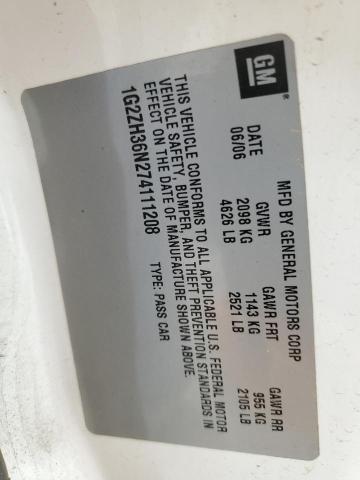 GM ®
MFD BY GENERAL MOTORS CORP
DATE GVWR GAWR FRT GAWR RR
06/06 2098 KG 1143 KG 955 KG
4626 LB 2521 LB 2105 LB
THIS VEHICLE CONFORMS TO ALL APPLICABLE U.S. FEDERAL MOTOR
VEHICLE SAFETY, BUMPER, AND THEFT PREVENTION STANDARDS IN
EFFECT ON THE DATE OF MANUFACTURE SHOWN ABOVE.
1G2ZH36N274111208 TYPE: PASS CAR